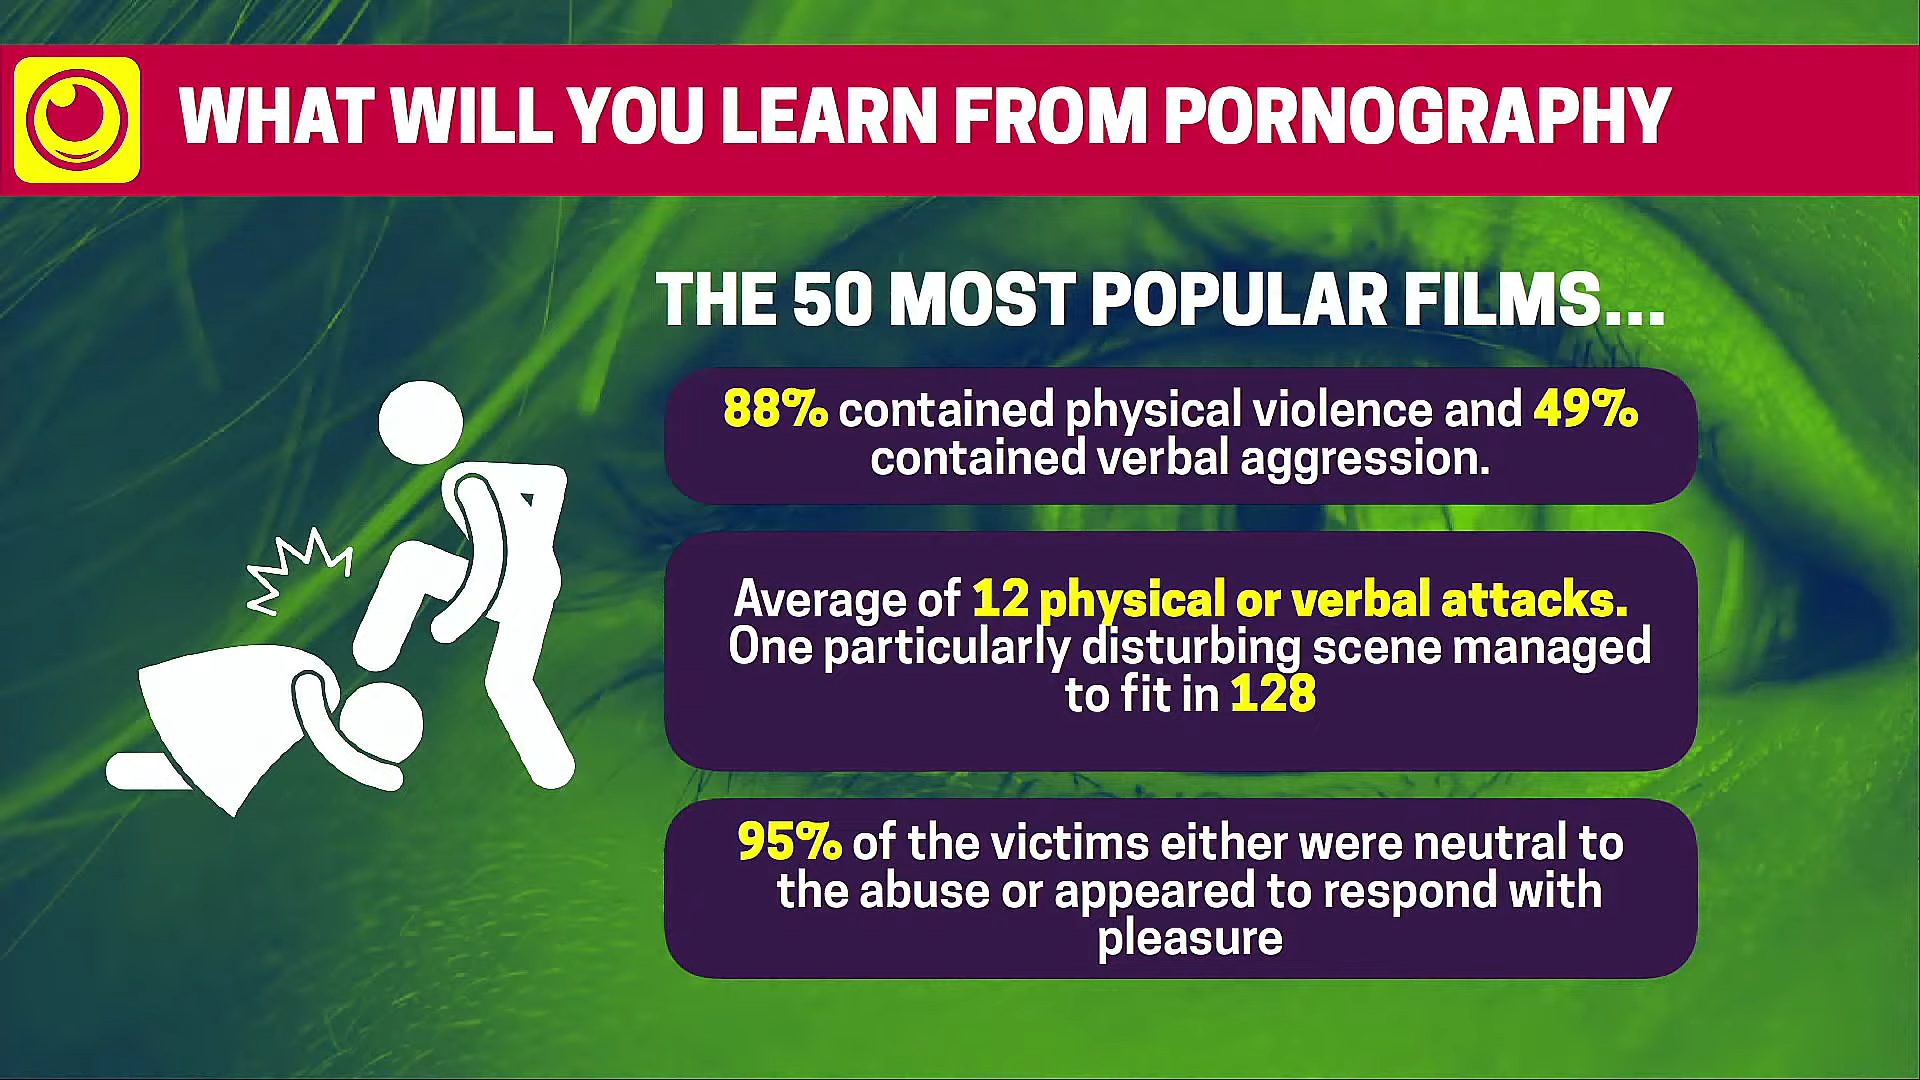 WHAT WILL YOU LEARN FROM PORNOGRAPHY
THE 50 MOST POPULAR FILMS...
88% contained physical violence and 49%
contained verbal aggression.
Average of 12 physical or verbal attacks.
One particularly disturbing scene managed
to fit in 128
95% of the victims either were neutral to
the abuse or appeared to respond with
pleasure